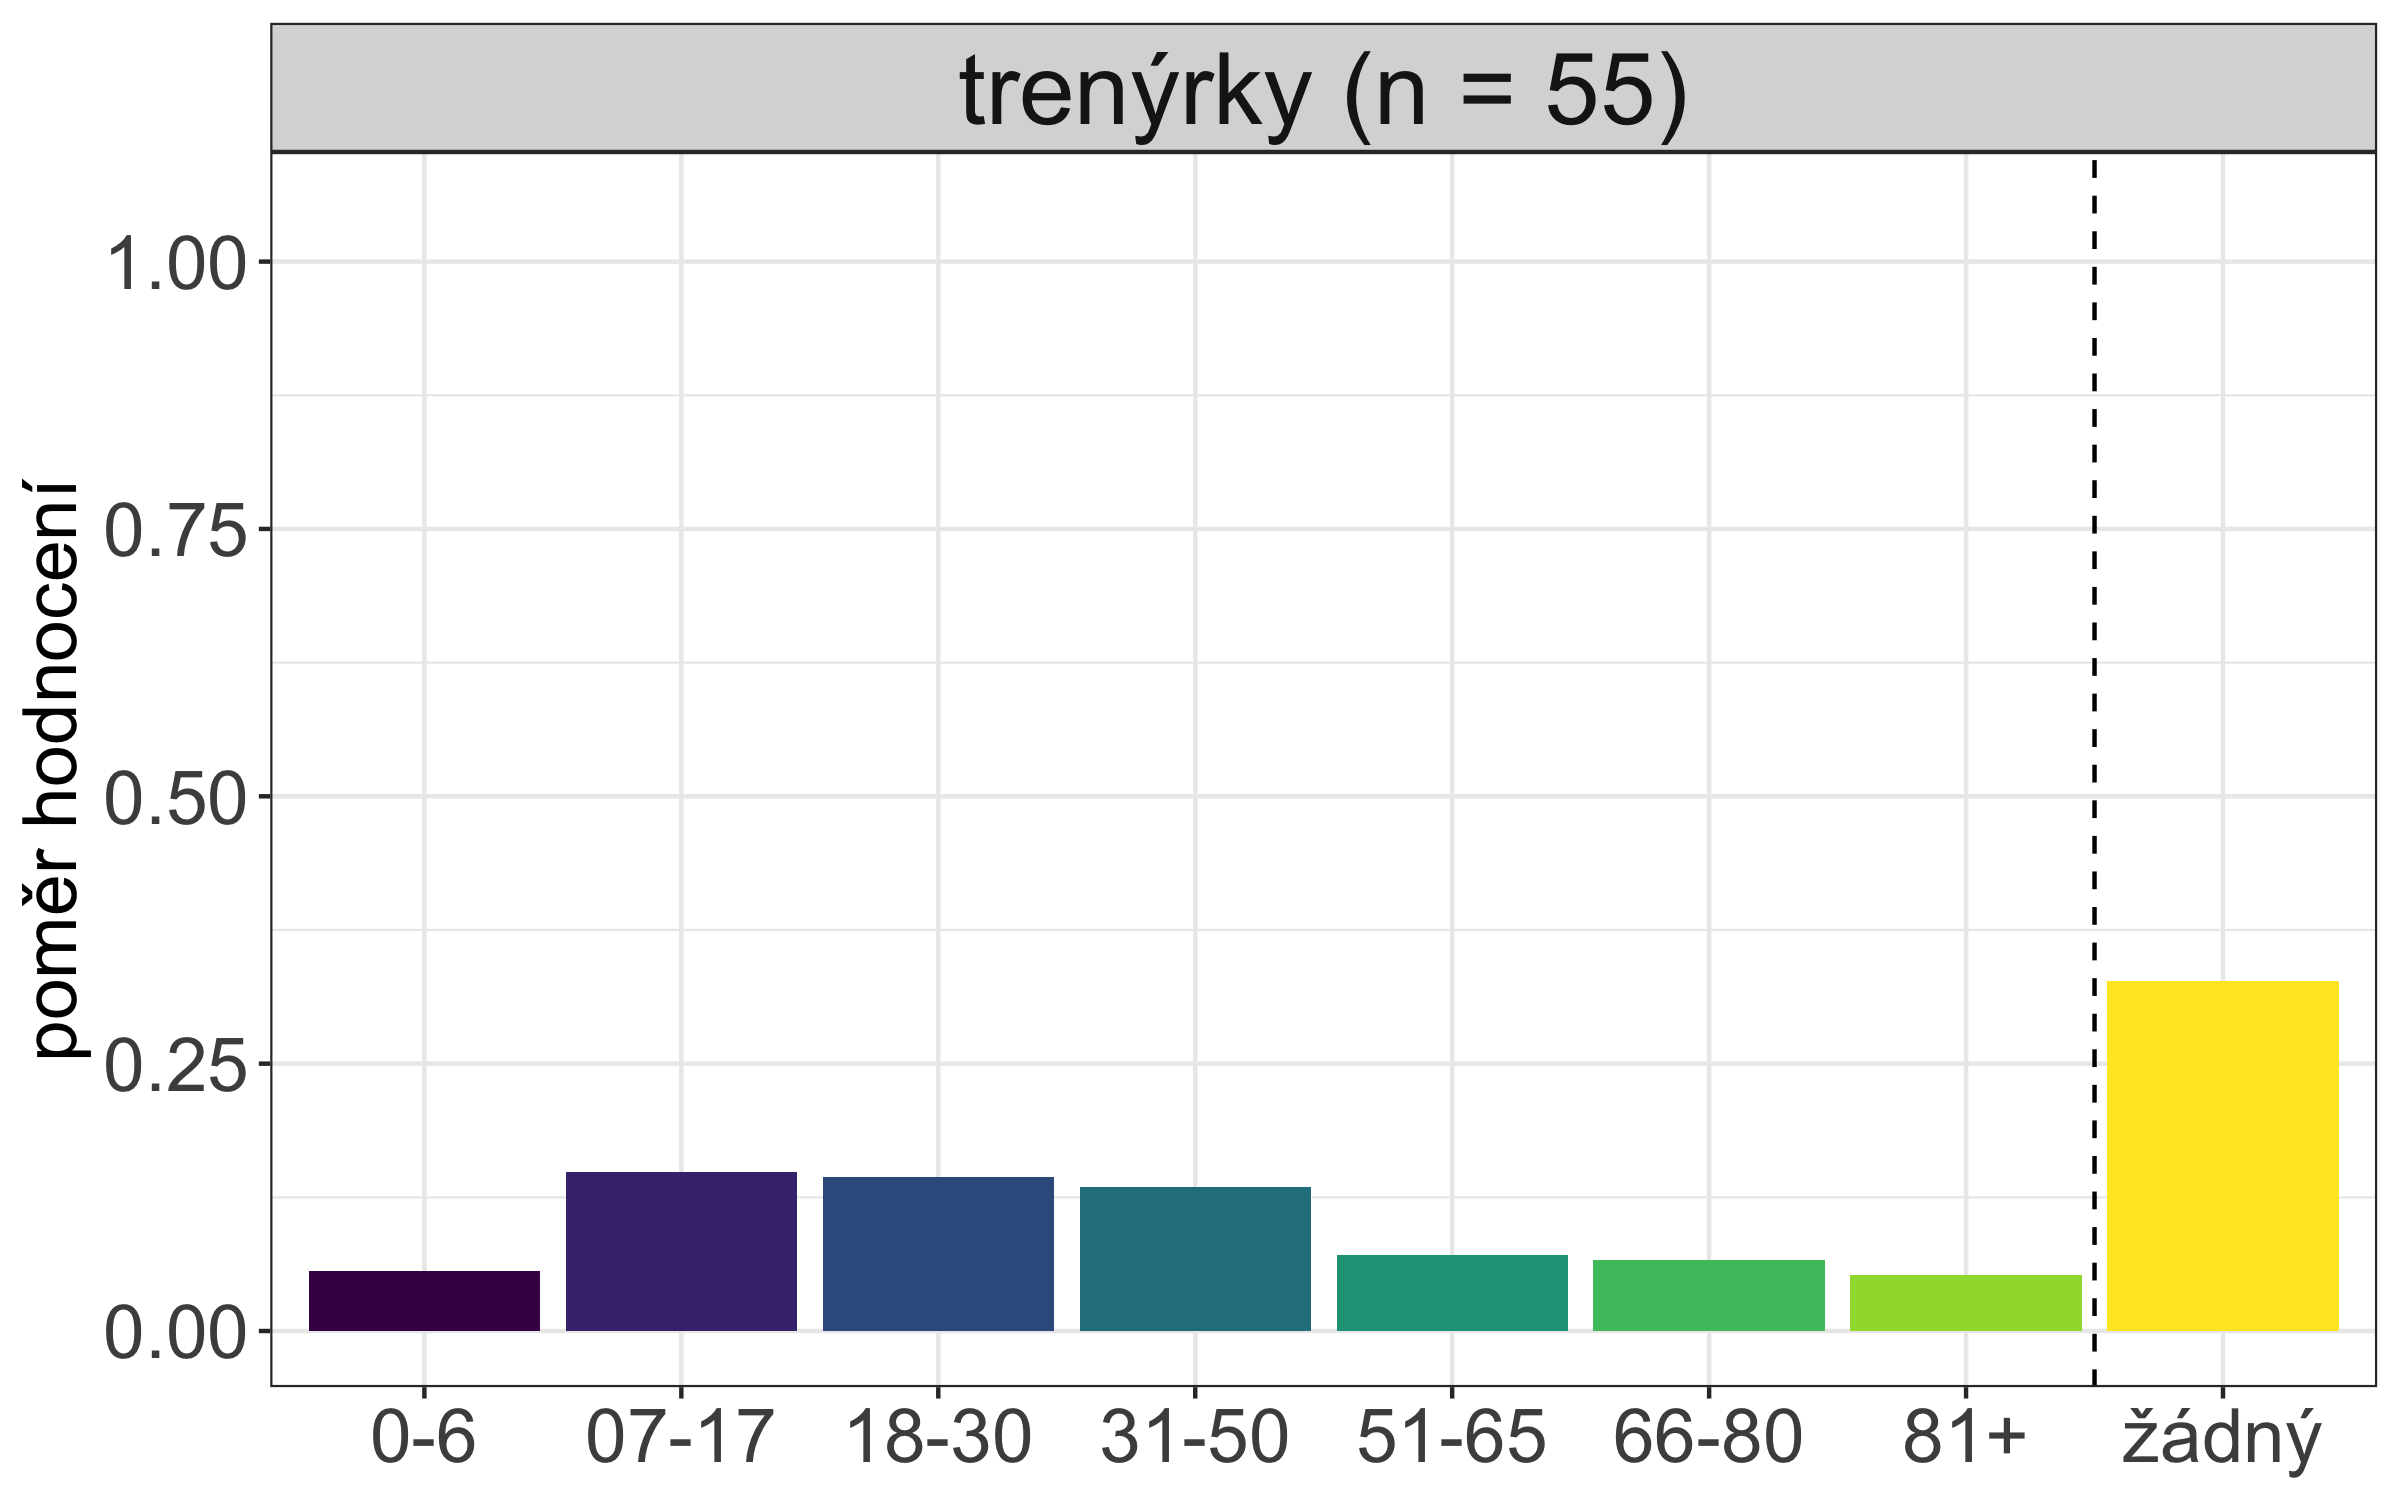 trenýrky (n = 55)
poměr hodnocení
1.00
0.75
0.50
0.25
0.00
0-6 07-17 18-30 31-50 51-65 66-80 81+ žádný